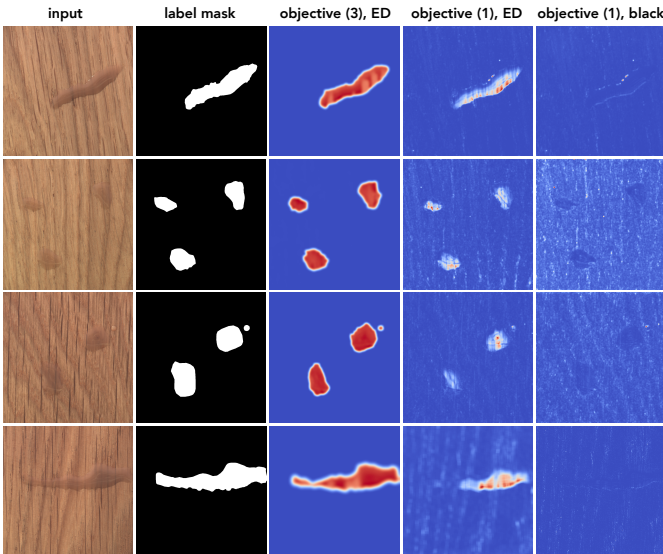 input label mask objective (3), ED objective (1), ED objective (1), black